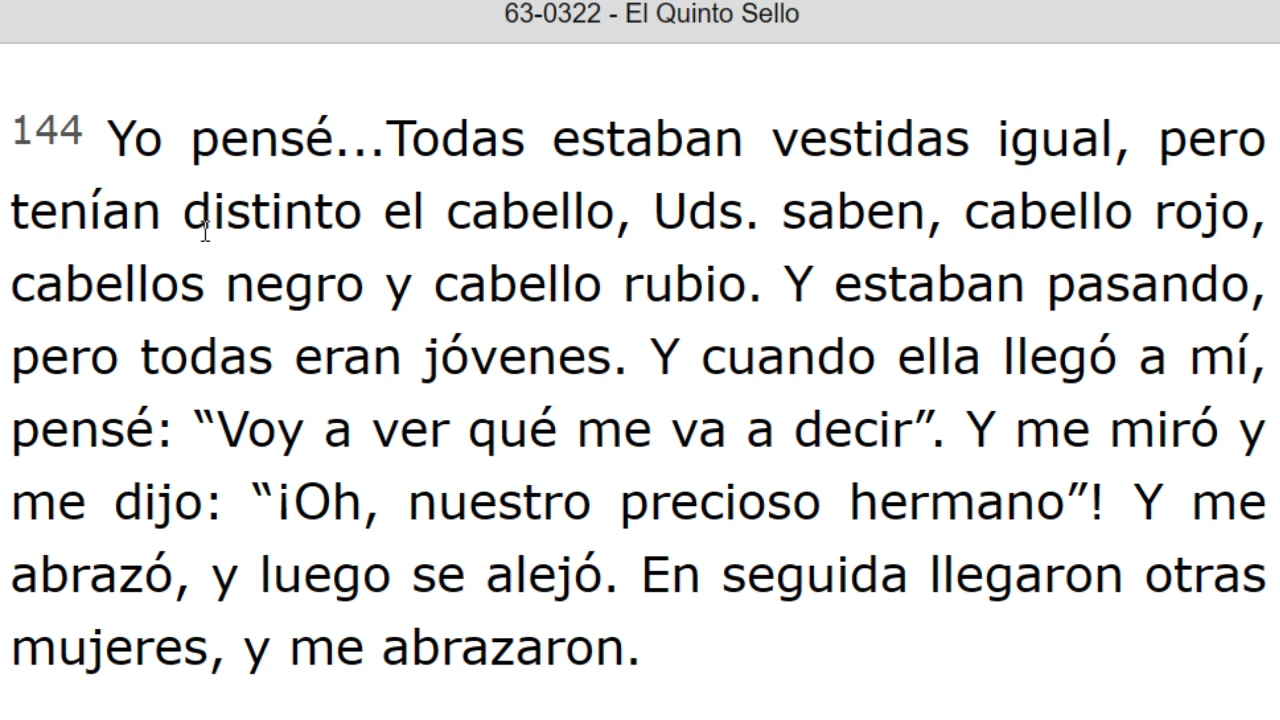 63-0322 - El Quinto Sello
144 Yo pensé...Todas estaban vestidas igual, pero
tenían distinto el cabello, Uds. saben, cabello rojo,
cabellos negro y cabello rubio. Y estaban pasando,
pero todas eran jóvenes. Y cuando ella llegó a mí,
pensé: “Voy a ver qué me va a decir”. Y me miró y
me dijo: “¡Oh, nuestro precioso hermano”! Y me
abrazó, y luego se alejó. En seguida llegaron otras
mujeres, y me abrazaron.